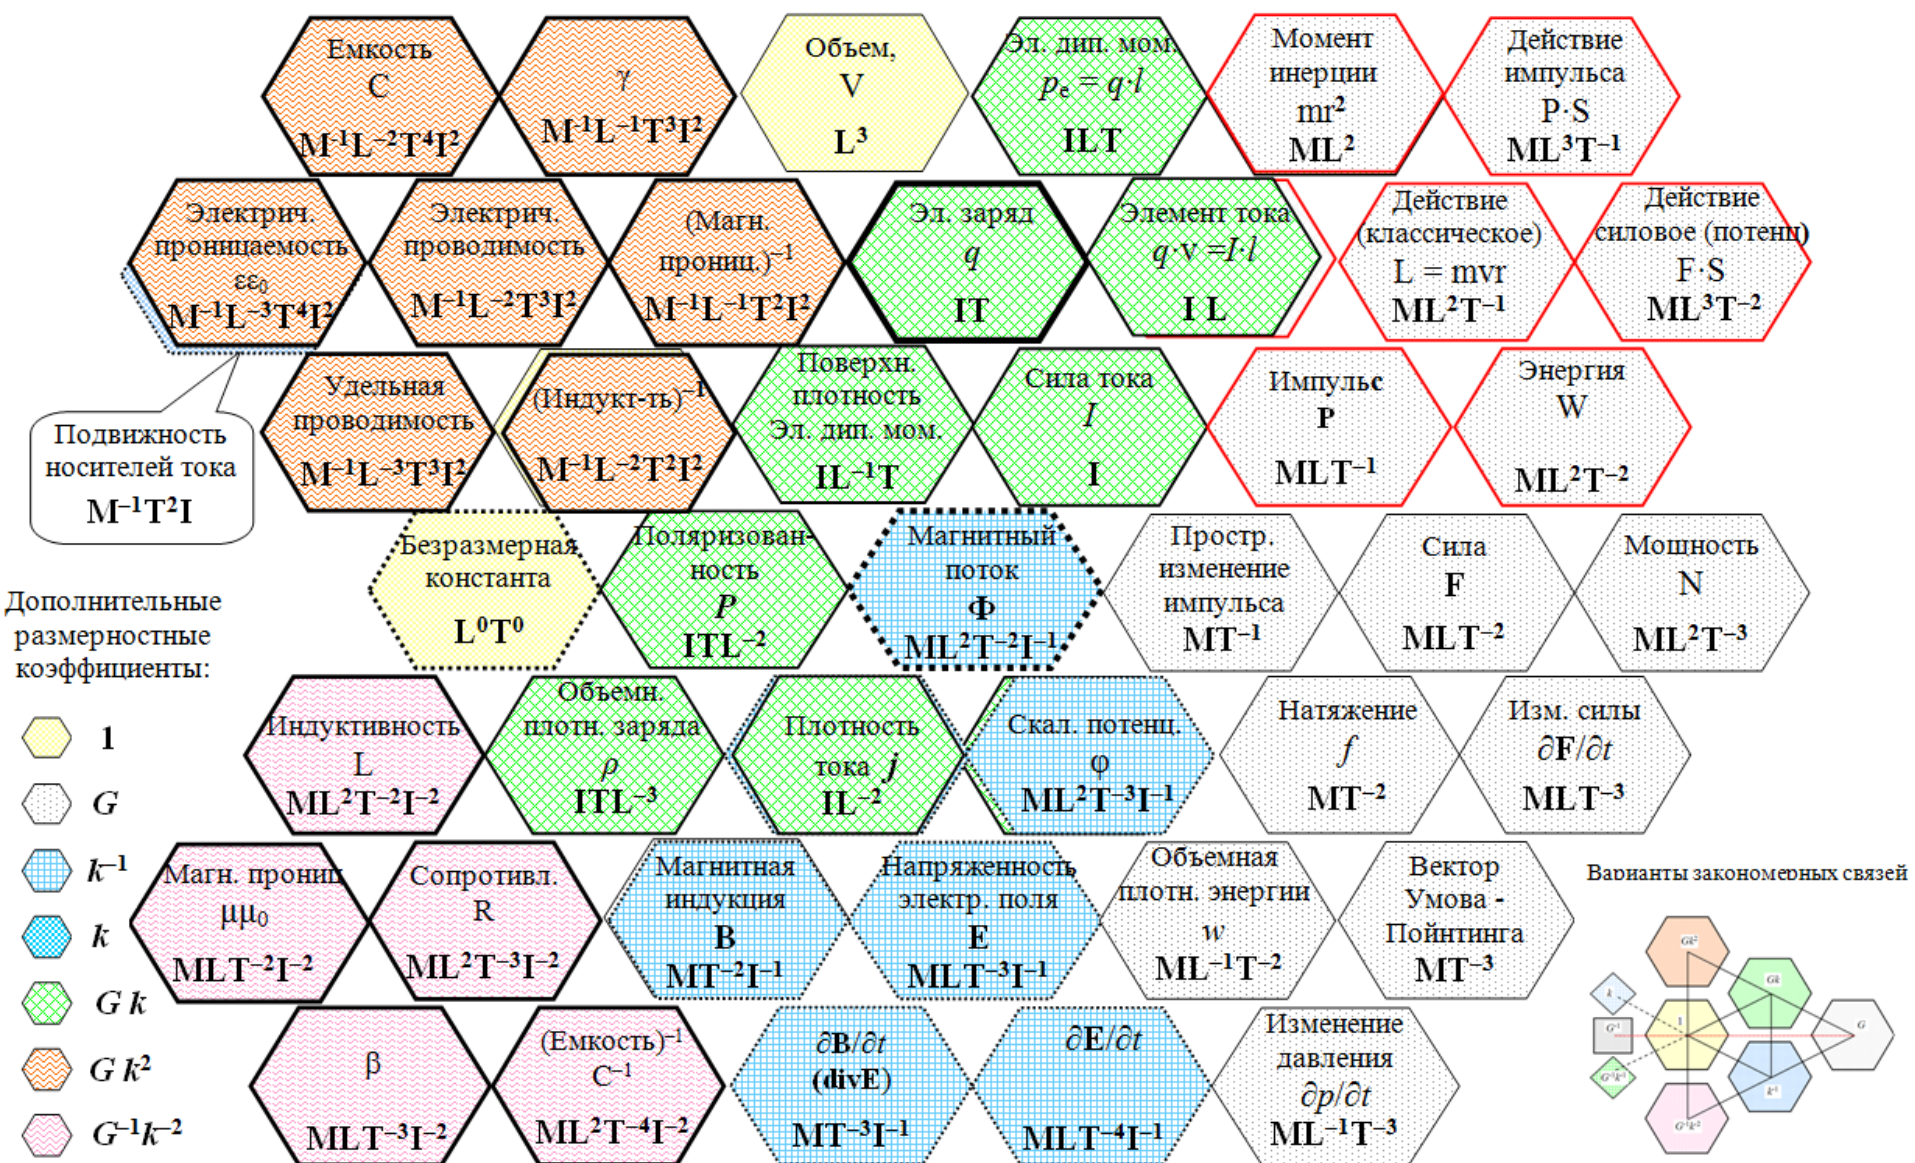 Емкость
C
M⁻¹L⁻²T⁴I²
γ
M⁻¹L⁻¹T³I²
Объем,
V
L³
Эл. дип. мом.
pₑ = q·l
ILT
Момент
инерции
mr²
ML²
Действие
импульса
P·S
ML³T⁻¹
Электрич.
проницаемость
εε₀
M⁻¹L⁻³T⁴I²
Электрич.
проводимость
M⁻¹L⁻²T³I²
(Магн.
прониц.)⁻¹
M⁻¹L⁻¹T²I²
Эл. заряд
q
IT
Элемент тока
q·v =I·l
I L
Действие
(классическое)
L = mvr
ML²T⁻¹
Действие
силовое (потенц)
F·S
ML³T⁻²
Подвижность
носителей тока
M⁻¹T²I
Удельная
проводимость
M⁻¹L⁻³T³I²
(Индукт-ть)⁻¹
M⁻¹L⁻²T²I²
Поверхн.
плотность
Эл. дип. мом.
IL⁻¹T
Сила тока
I
I
Импульс
P
MLT⁻¹
Энергия
W
ML²T⁻²
Безразмерная
константа
L⁰T⁰
Поляризован-
ность
P
ITL⁻²
Магнитный
поток
Φ
ML²T⁻²I⁻¹
Простр.
изменение
импульса
MT⁻¹
Сила
F
MLT⁻²
Мощность
N
ML²T⁻³
Дополнительные
размерностные
коэффициенты:
1
G
k⁻¹
k
G k
G k²
G⁻¹k⁻²
Индуктивность
L
ML²T⁻²I⁻²
Объемн.
плотн. заряда
ρ
ITL⁻³
Плотность
тока j
IL⁻²
Скал. потенц.
φ
ML²T⁻³I⁻¹
Натяжение
f
MT⁻²
Изм. силы
∂F/∂t
MLT⁻³
Магн. прониц
μμ₀
MLT⁻²I⁻²
Сопротивл.
R
ML²T⁻³I⁻²
Магнитная
индукция
B
MT⁻²I⁻¹
Напряженность
электр. поля
E
MLT⁻³I⁻¹
Объемная
плотн. энергии
w
ML⁻¹T⁻²
Вектор
Умова -
Пойнтинга
MT⁻³
β
MLT⁻³I⁻²
(Емкость)⁻¹
C⁻¹
ML²T⁻⁴I⁻²
∂B/∂t
(divE)
MT⁻³I⁻¹
∂E/∂t
MLT⁻⁴I⁻¹
Изменение
давления
∂p/∂t
ML⁻¹T⁻³
Варианты закономерных связей
Gk²
Gk
k
1
G
G⁻¹
k⁻¹